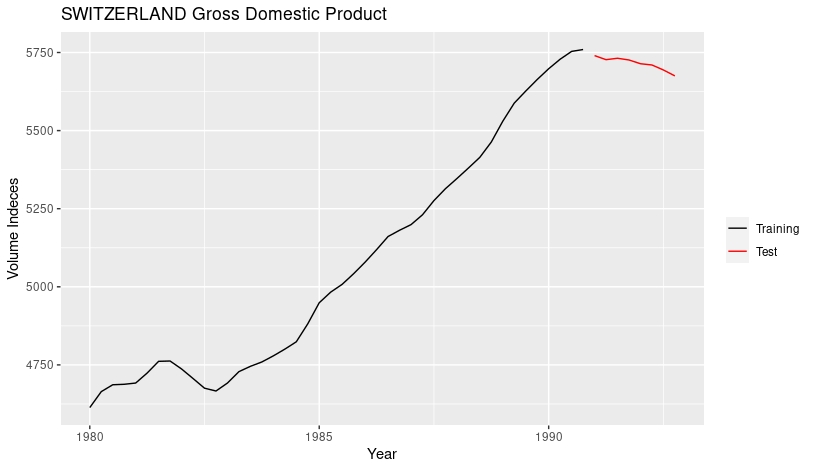 SWITZERLAND Gross Domestic Product
5750
5500
5250
5000
4750
Volume Indeces
1980
1985
1990
Year
Training
Test